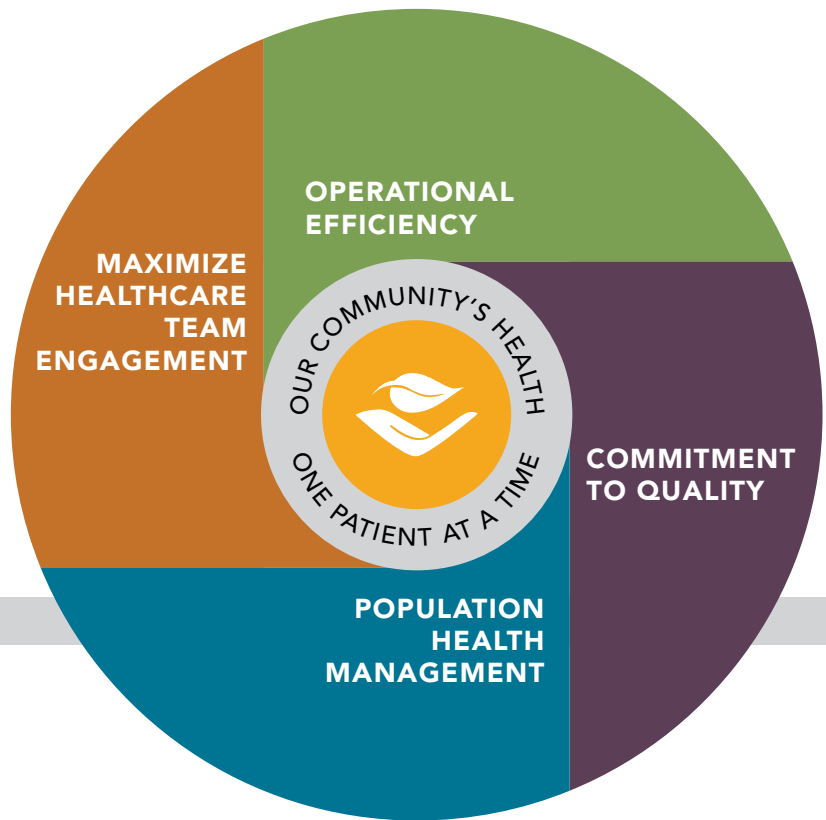 OPERATIONAL
EFFICIENCY
MAXIMIZE
HEALTHCARE
TEAM
ENGAGEMENT
OUR COMMUNITY'S HEALTH
ONE PATIENT AT A TIME
COMMITMENT
TO QUALITY
POPULATION
HEALTH
MANAGEMENT